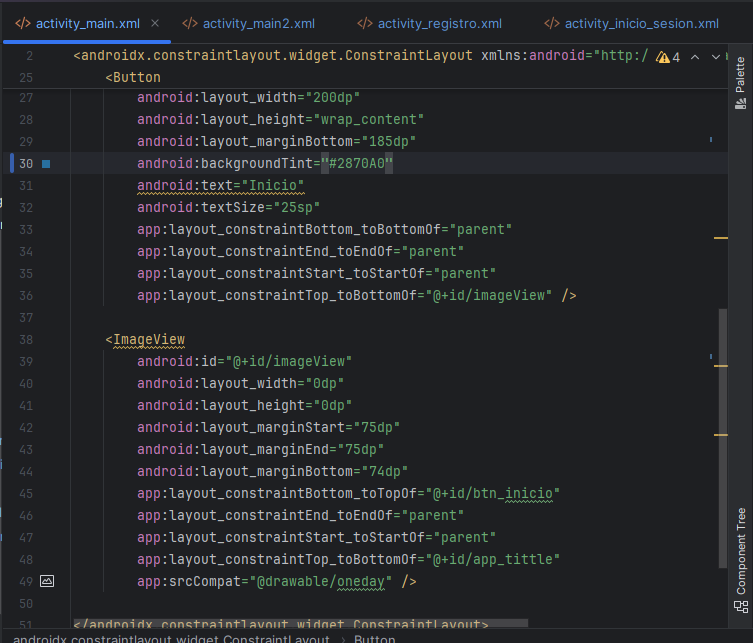 activity_main.xml × activity_main2.xml activity_registro.xml activity_inicio_sesion.xml
2 <androidx.constraintlayout.widget.ConstraintLayout xmlns:android="http:/ 4
25 <Button
27 android:layout_width="200dp"
28 android:layout_height="wrap_content"
29 android:layout_marginBottom="185dp"
30 android:backgroundTint="#2870A0"
31 android:text="Inicio"
32 android:textSize="25sp"
33 app:layout_constraintBottom_toBottomOf="parent"
34 app:layout_constraintEnd_toEndOf="parent"
35 app:layout_constraintStart_toStartOf="parent"
36 app:layout_constraintTop_toBottomOf="@+id/imageView" />
37
38 <ImageView
39 android:id="@+id/imageView"
40 android:layout_width="0dp"
41 android:layout_height="0dp"
42 android:layout_marginStart="75dp"
43 android:layout_marginEnd="75dp"
44 android:layout_marginBottom="74dp"
45 app:layout_constraintBottom_toTopOf="@+id/btn_inicio"
46 app:layout_constraintEnd_toEndOf="parent"
47 app:layout_constraintStart_toStartOf="parent"
48 app:layout_constraintTop_toBottomOf="@+id/app_tittle"
49 app:srcCompat="@drawable/oneday" />
50
51 </androidx.constraintlayout.widget.ConstraintLayout>
androidx.constraintlayout.widget.ConstraintLayout › Button
Palette
Component Tree